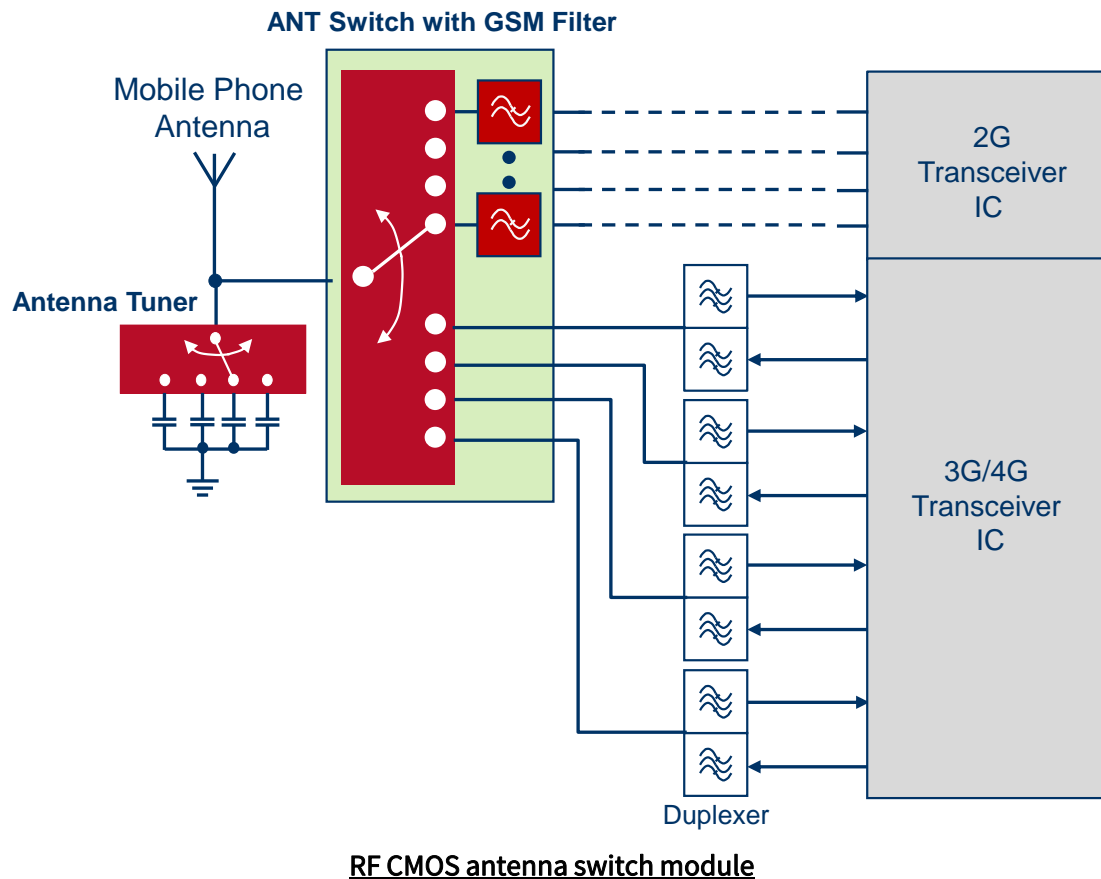 ANT Switch with GSM Filter
Mobile Phone
Antenna
2G
Transceiver
IC
Antenna Tuner
3G/4G
Transceiver
IC
Duplexer
RF CMOS antenna switch module